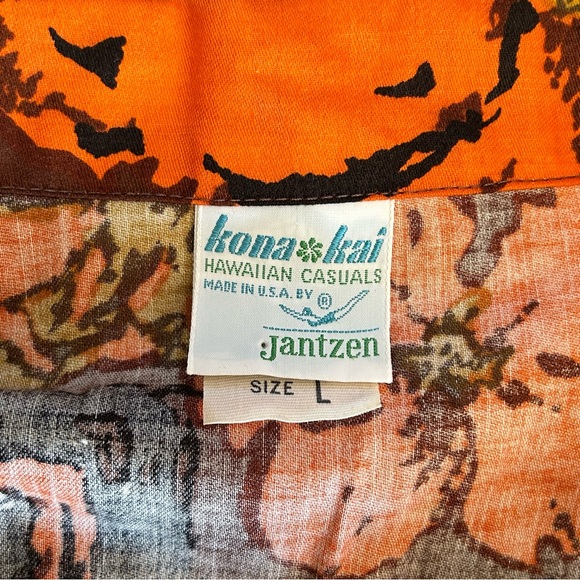 kona kai
HAWAIIAN CASUALS
MADE IN U.S.A. BY ®
Jantzen
SIZE L